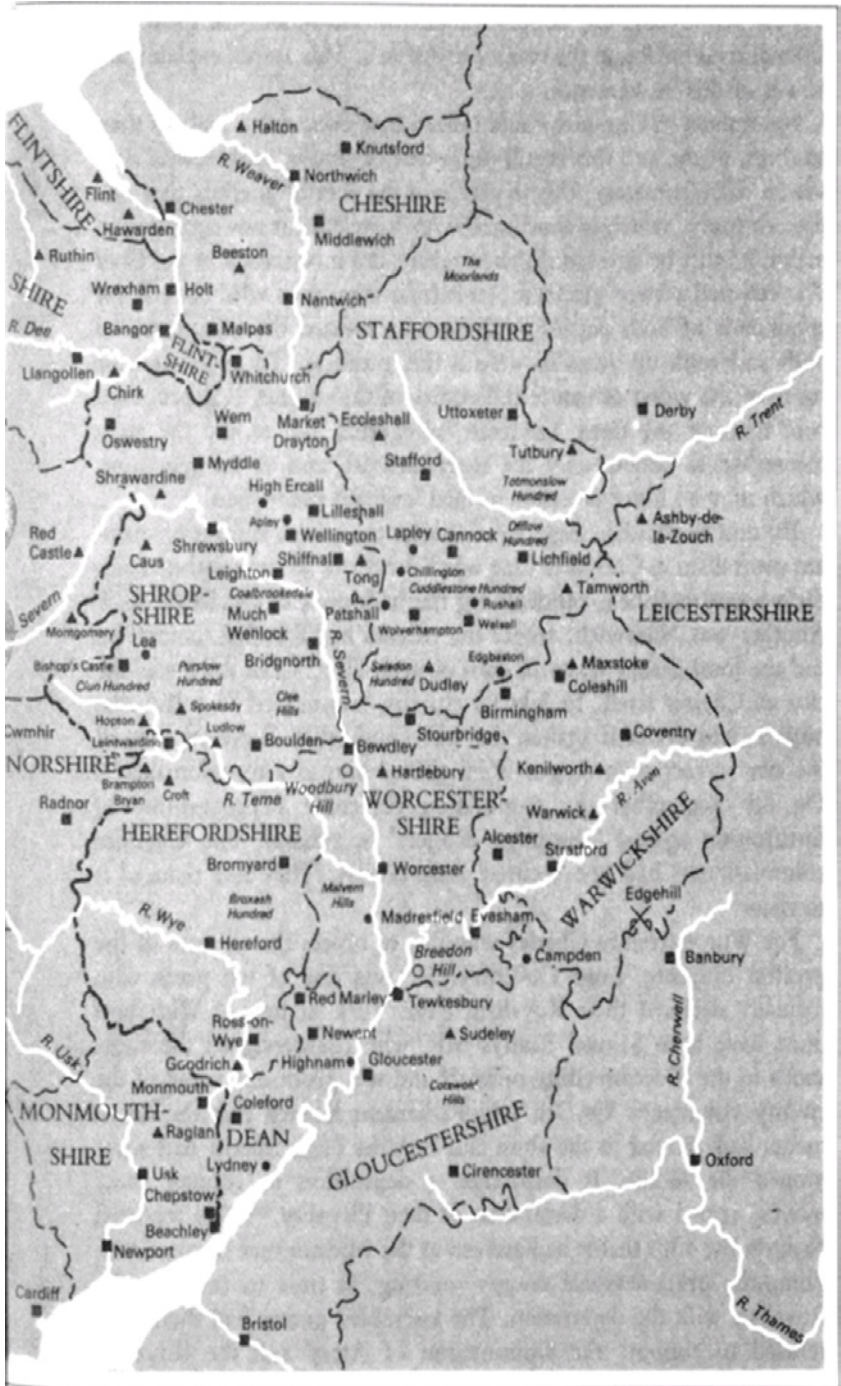 Halton
Knutsford
R. Weaver
Northwich
FLINTSHIRE
Flint
Chester
CHESHIRE
Hawarden
Middlewich
Ruthin
Beeston
The
Moorlands
SHIRE
Wrexham
Holt
Nantwich
R. Dee
Bangor
Malpas
STAFFORDSHIRE
FLINT-
SHIRE
Llangollen
Whitchurch
Chirk
Market
Drayton
Eccleshall
Uttoxeter
Derby
R. Trent
Oswestry
Wem
Tutbury
Myddle
Stafford
Totmonslow
Hundred
Shrawardine
High Ercall
Lilleshall
Ashby-de-
la-Zouch
Apley
Offlow
Hundred
Red
Castle
Shrewsbury
Wellington
Lapley
Cannock
Caus
Shiffnal
Lichfield
Leighton
Tong
Chillington
SHROP-
SHIRE
Coalbrookedale
Cuddlestone Hundred
Tamworth
LEICESTERSHIRE
Severn
Much
Wenlock
Patshall
Rushall
Montgomery
Wolverhampton
Walsall
Lea
Bridgnorth
R. Severn
Bishop's Castle
Purslow
Hundred
Seisdon
Hundred
Edgbaston
Maxstoke
Clun Hundred
Clee
Hills
Dudley
Coleshill
Spokesdy
Birmingham
Hopton
Ludlow
Stourbridge
Cwmhir
Leintwardine
Boulden
Bewdley
Coventry
NORSHIRE
Hartlebury
Kenilworth
Brampton
Bryan
Croft
R. Teme
Woodbury
Hill
WORCESTER-
SHIRE
R. Avon
Radnor
Warwick
HEREFORDSHIRE
Alcester
Stratford
WARWICKSHIRE
Bromyard
Worcester
Broxash
Hundred
Malvern
Hills
Edgehill
R. Wye
Madresfield
Evesham
Hereford
Breedon
Hill
Campden
Banbury
Red Marley
Tewkesbury
Ross-on-
Wye
Newent
Sudeley
R. Cherwell
R. Usk
Goodrich
Highnam
Gloucester
Monmouth
Cotswold
Hills
MONMOUTH-
SHIRE
Coleford
Raglan
DEAN
GLOUCESTERSHIRE
Lydney
Oxford
Usk
Cirencester
Chepstow
Beachley
Newport
Cardiff
R. Thames
Bristol